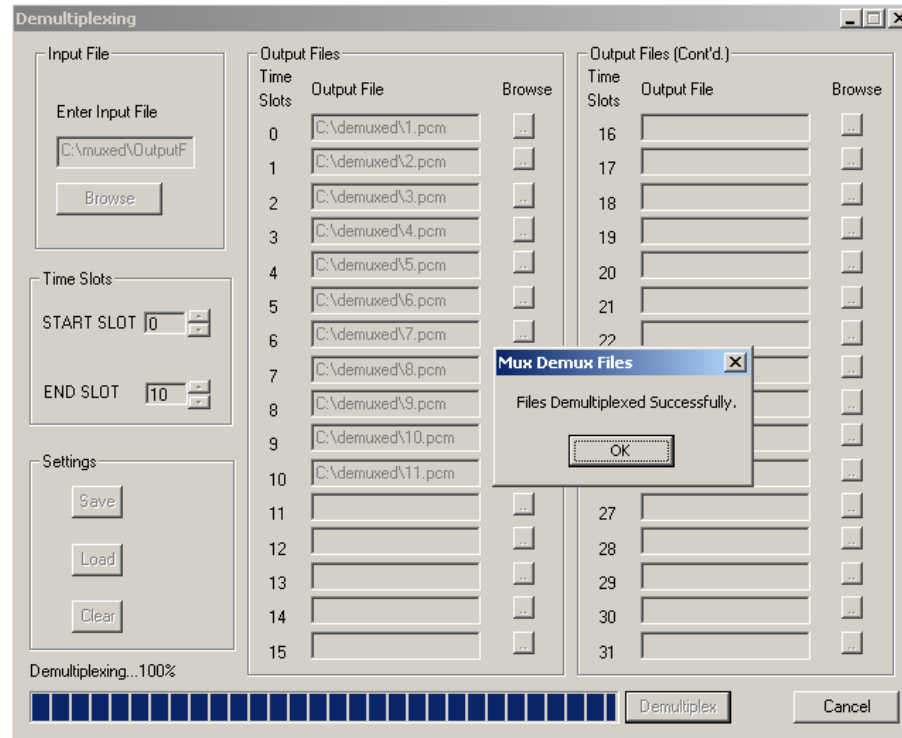 Demultiplexing
Input File
Enter Input File
C:\muxed\OutputF
Browse
Time Slots
START SLOT 0
END SLOT 10
Settings
Save
Load
Clear
Output Files
Time Slots Output File Browse
0 C:\demuxed\1.pcm ..
1 C:\demuxed\2.pcm ..
2 C:\demuxed\3.pcm ..
3 C:\demuxed\4.pcm ..
4 C:\demuxed\5.pcm ..
5 C:\demuxed\6.pcm ..
6 C:\demuxed\7.pcm ..
7 C:\demuxed\8.pcm
8 C:\demuxed\9.pcm
9 C:\demuxed\10.pcm
10 C:\demuxed\11.pcm
11 ..
12 ..
13 ..
14 ..
15 ..
Output Files (Cont'd.)
Time Slots Output File Browse
16 ..
17 ..
18 ..
19 ..
20 ..
21 ..
22 ..
..
..
..
..
27 ..
28 ..
29 ..
30 ..
31 ..
Mux Demux Files
Files Demultiplexed Successfully.
OK
Demultiplexing...100%
Demultiplex
Cancel